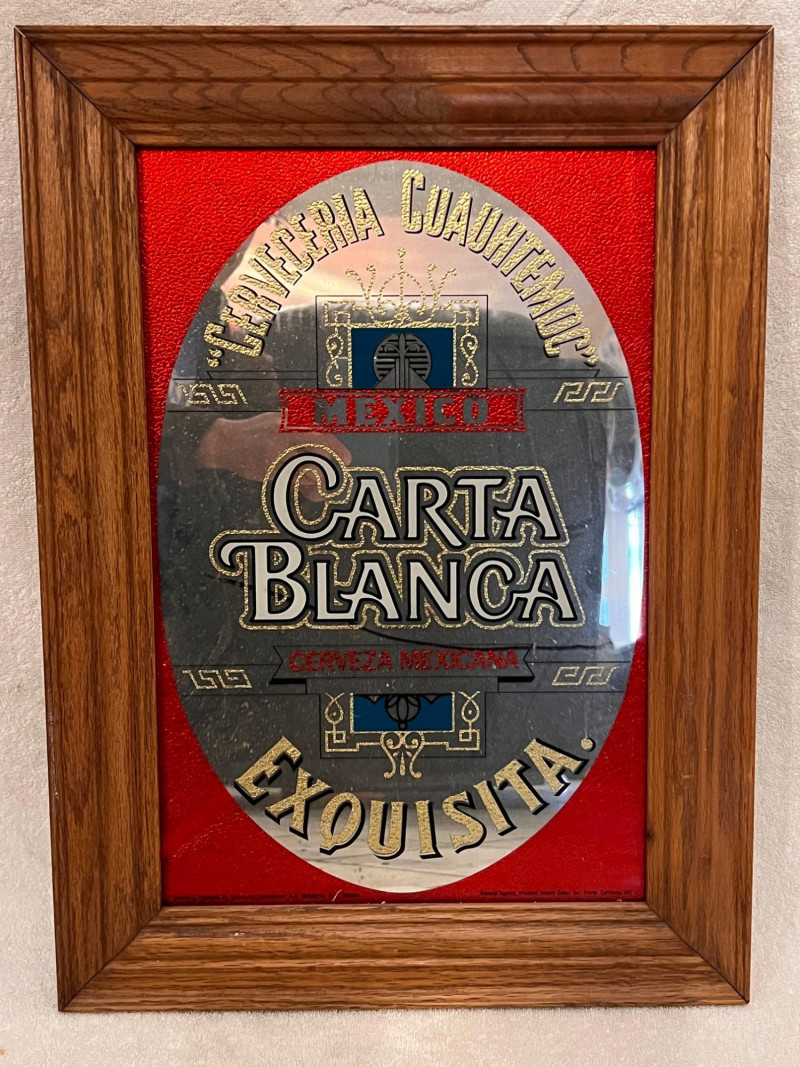 "CERVECERIA CUAUHTEMOC"
MEXICO
CARTA
BLANCA
CERVEZA MEXICANA
EXQUISITA.